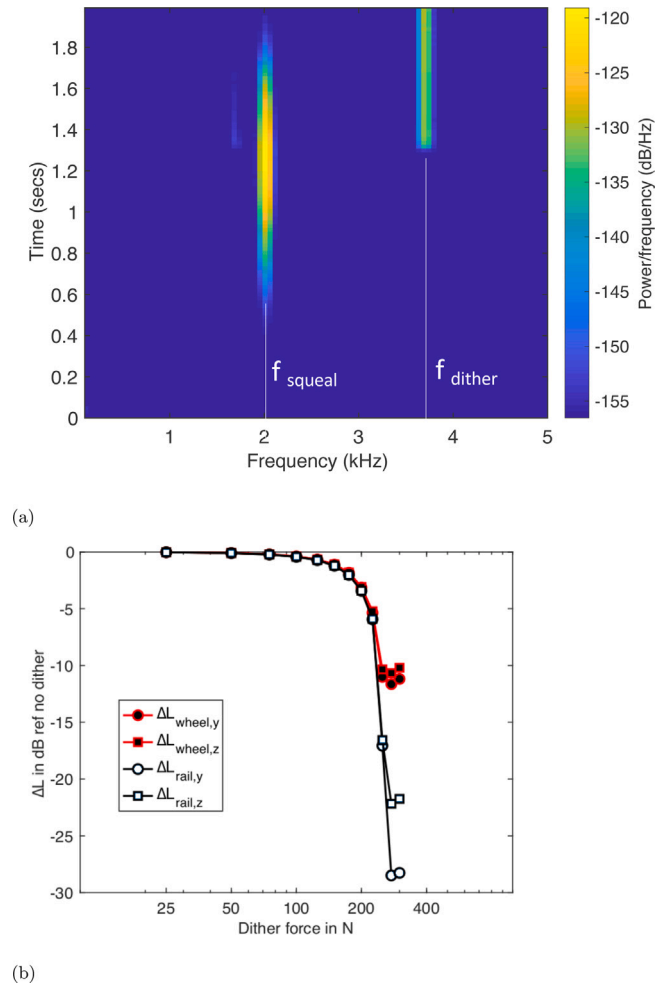 1.8
1.6
1.4
1.2
1
0.8
0.6
0.4
0.2
0
Time (secs)
f squeal
f dither
1 2 3 4 5
Frequency (kHz)
-120
-125
-130
-135
-140
-145
-150
-155
Power/frequency (dB/Hz)
(a)
0
-5
-10
-15
-20
-25
-30
ΔL in dB ref no dither
ΔLwheel,y
ΔLwheel,z
ΔLrail,y
ΔLrail,z
25 50 100 200 400
Dither force in N
(b)